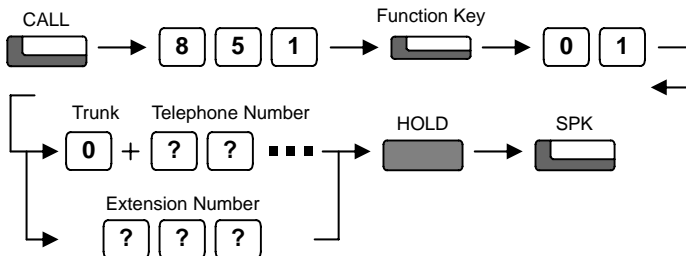 CALL
Function Key
8 5 1 0 1
Trunk Telephone Number
HOLD SPK
0 + ? ?
Extension Number
? ? ?